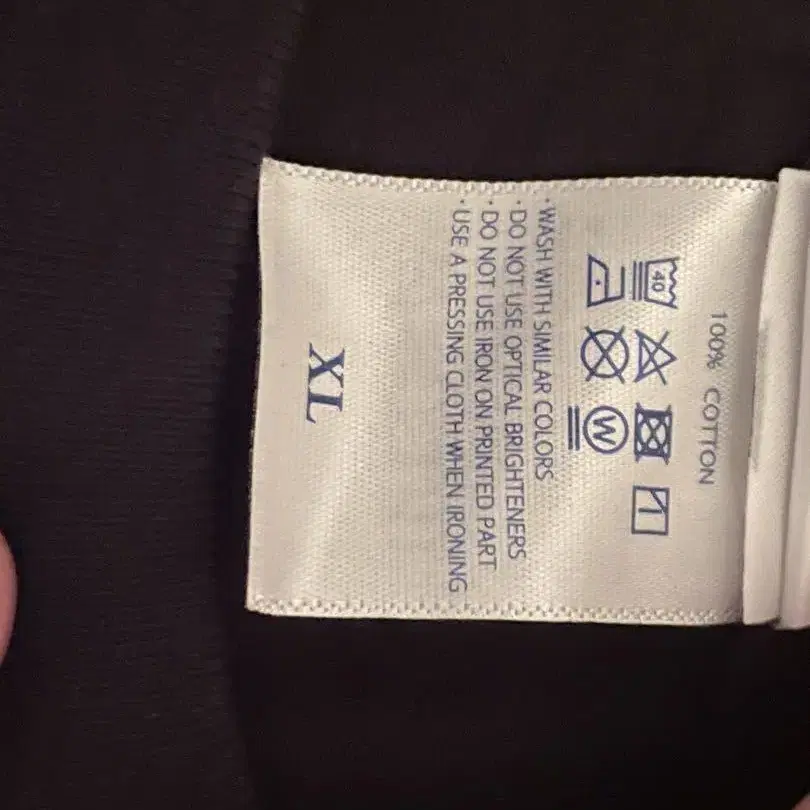 100% COTTON
40
W
·WASH WITH SIMILAR COLORS
·DO NOT USE OPTICAL BRIGHTENERS
·DO NOT USE IRON ON PRINTED PART
·USE A PRESSING CLOTH WHEN IRONING
XL